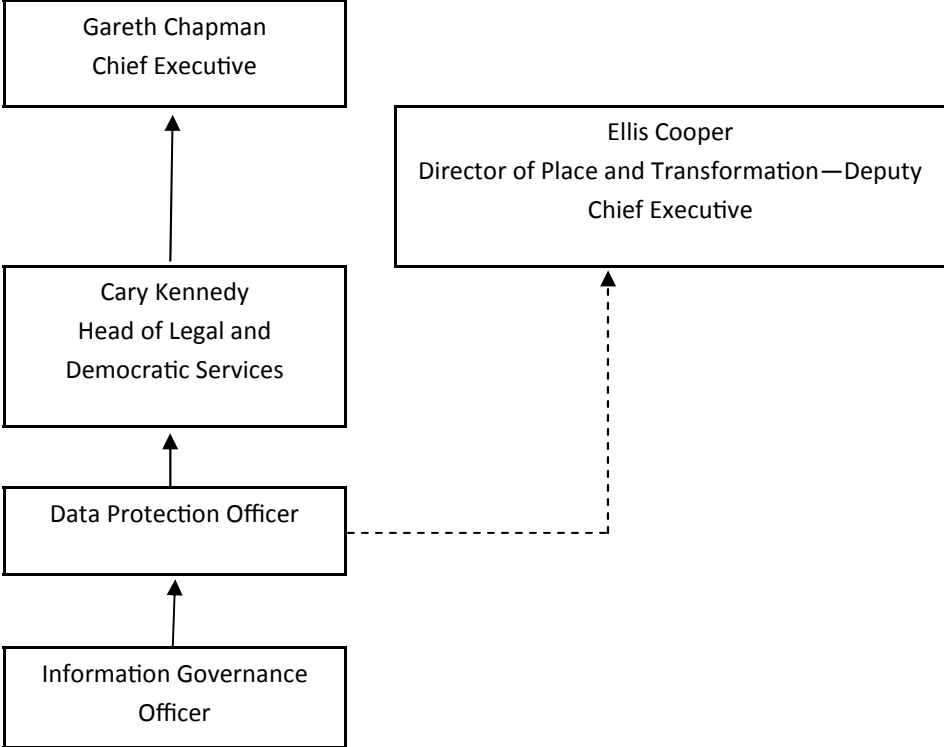 Gareth Chapman
Chief Executive
Ellis Cooper
Director of Place and Transformation—Deputy
Chief Executive
Cary Kennedy
Head of Legal and
Democratic Services
Data Protection Officer
Information Governance
Officer